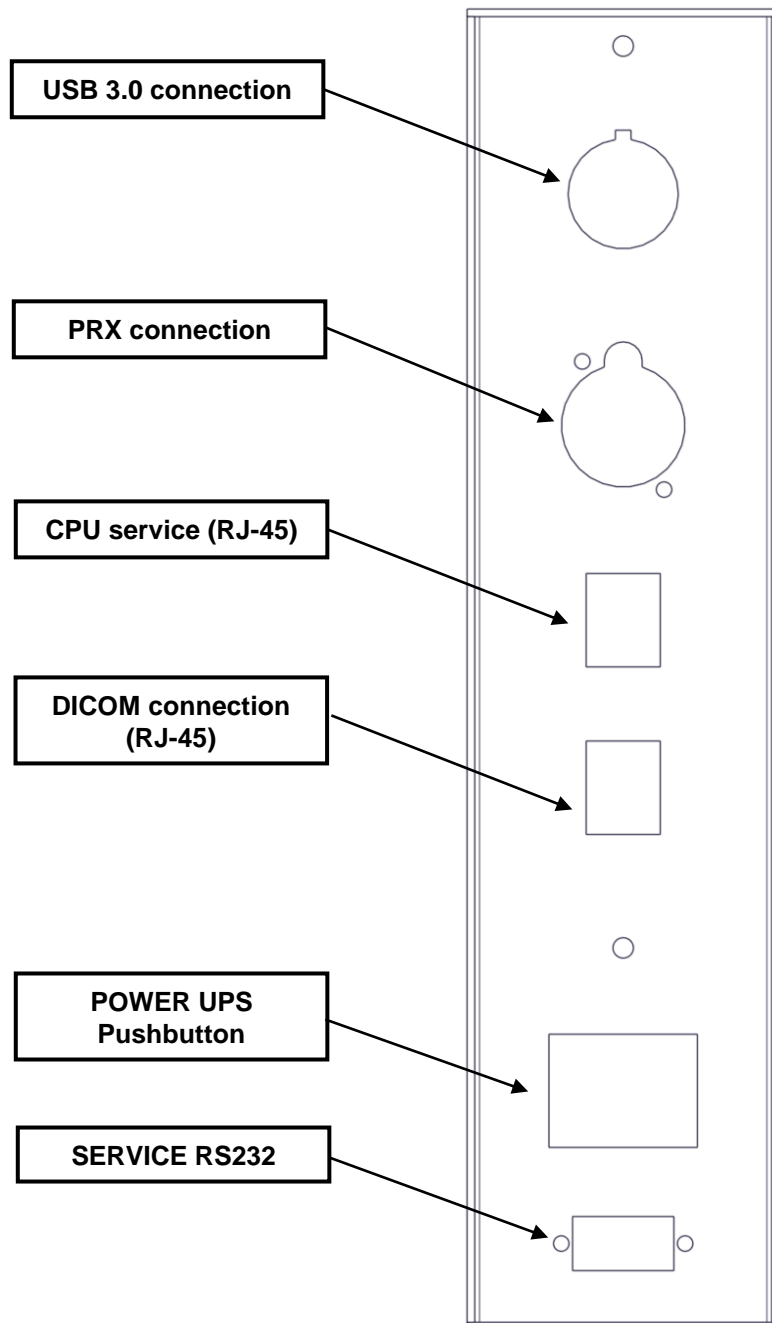 USB 3.0 connection
PRX connection
CPU service (RJ-45)
DICOM connection
(RJ-45)
POWER UPS
Pushbutton
SERVICE RS232